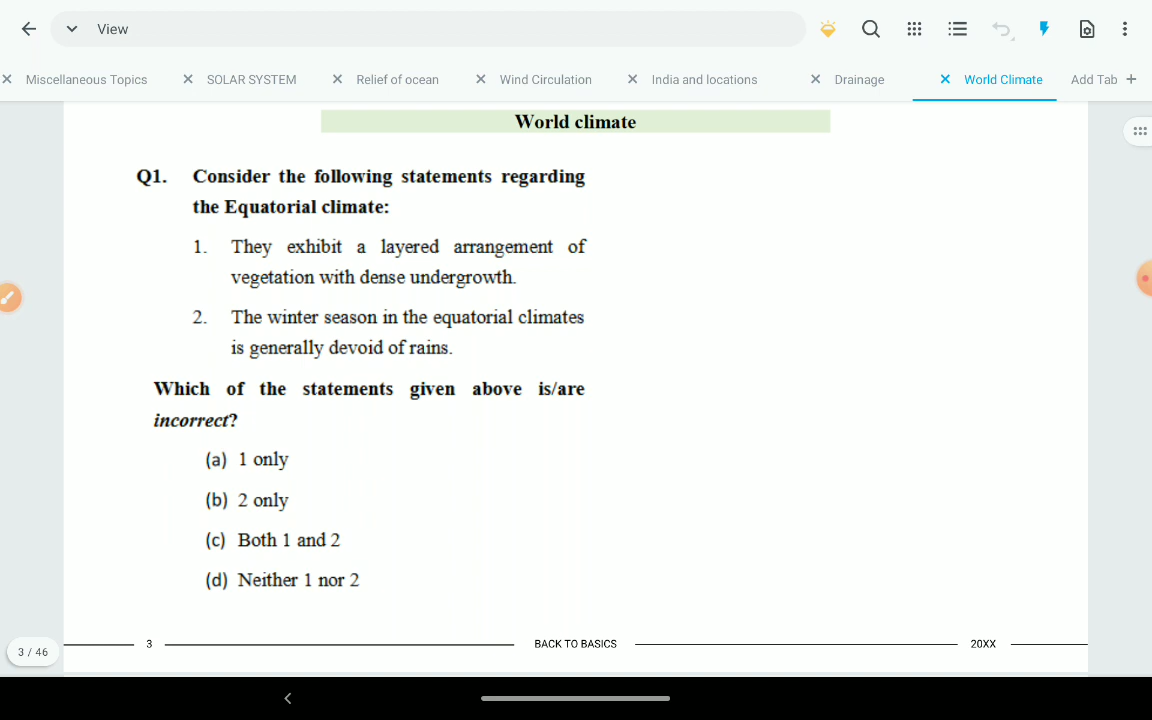 View
Miscellaneous Topics SOLAR SYSTEM Relief of ocean Wind Circulation India and locations Drainage World Climate Add Tab +
World climate
Q1. Consider the following statements regarding
the Equatorial climate:
1. They exhibit a layered arrangement of
vegetation with dense undergrowth.
2. The winter season in the equatorial climates
is generally devoid of rains.
Which of the statements given above is/are
incorrect?
(a) 1 only
(b) 2 only
(c) Both 1 and 2
(d) Neither 1 nor 2
3 BACK TO BASICS 20XX
3 / 46